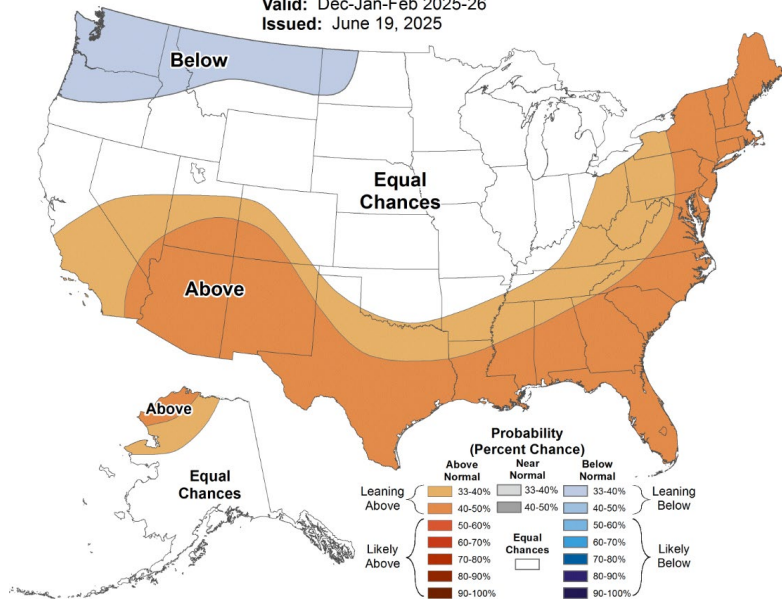 Valid: Dec-Jan-Feb 2025-26
Issued: June 19, 2025
Below
Equal
Chances
Above
Above
Equal
Chances
Probability
(Percent Chance)
Above
Normal
Near
Normal
Below
Normal
Leaning
Above
33-40%
40-50%
33-40%
40-50%
33-40%
40-50%
Leaning
Below
Likely
Above
50-60%
60-70%
70-80%
80-90%
90-100%
Equal
Chances
50-60%
60-70%
70-80%
80-90%
90-100%
Likely
Below